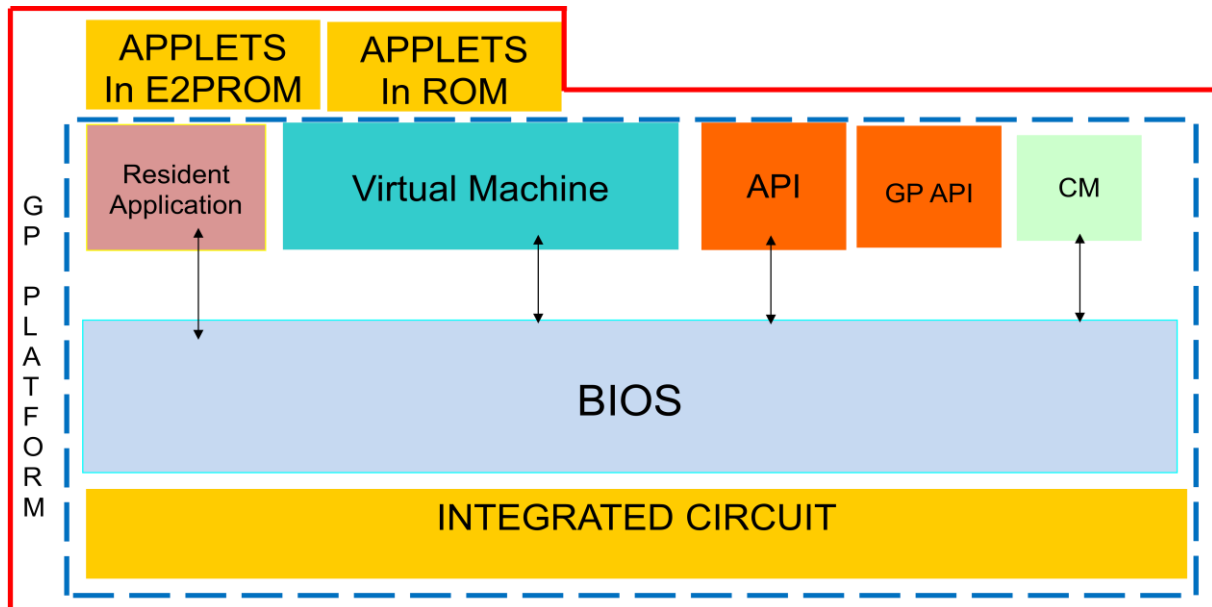 APPLETS
In E2PROM
APPLETS
In ROM
Resident
Application
Virtual Machine
API
GP API
CM
G
P
P
L
A
T
F
O
R
M
BIOS
INTEGRATED CIRCUIT